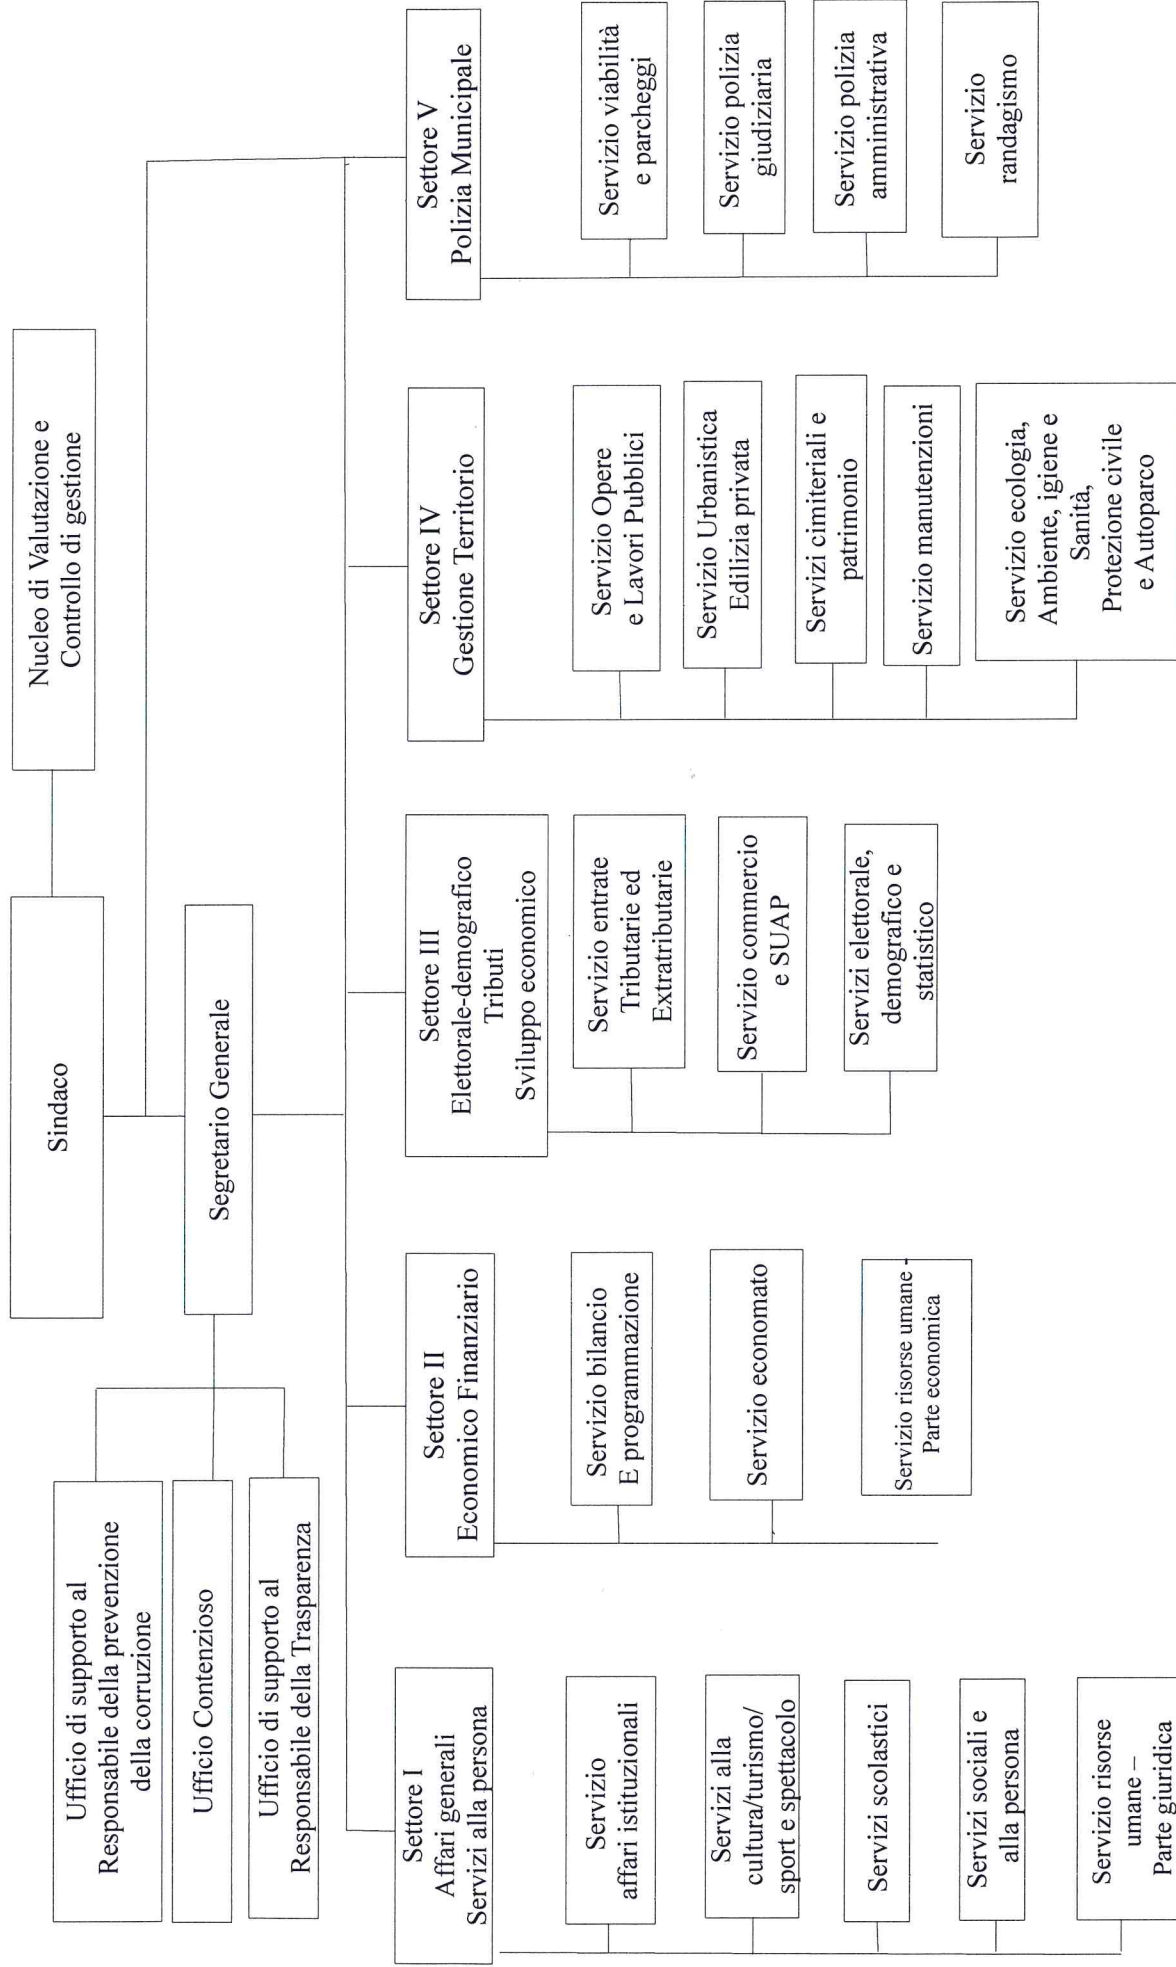 Sindaco
Nucleo di Valutazione e
Controllo di gestione
Segretario Generale
Ufficio di supporto al
Responsabile della prevenzione
della corruzione
Ufficio Contenzioso
Ufficio di supporto al
Responsabile della Trasparenza
Settore I
Affari generali
Servizi alla persona
Servizio
affari istituzionali
Servizi alla
cultura/turismo/
sport e spettacolo
Servizi scolastici
Servizi sociali e
alla persona
Servizio risorse
umane –
Parte giuridica
Settore II
Economico Finanziario
Servizio bilancio
E programmazione
Servizio economato
Servizio risorse umane -
Parte economica
Settore III
Elettorale-demografico
Tributi
Sviluppo economico
Servizio entrate
Tributarie ed
Extratributarie
Servizio commercio
e SUAP
Servizi elettorale,
demografico e
statistico
Settore IV
Gestione Territorio
Servizio Opere
e Lavori Pubblici
Servizio Urbanistica
Edilizia privata
Servizi cimiteriali e
patrimonio
Servizio manutenzioni
Servizio ecologia,
Ambiente, igiene e
Sanità,
Protezione civile
e Autoparco
Settore V
Polizia Municipale
Servizio viabilità
e parcheggi
Servizio polizia
giudiziaria
Servizio polizia
amministrativa
Servizio
randagismo